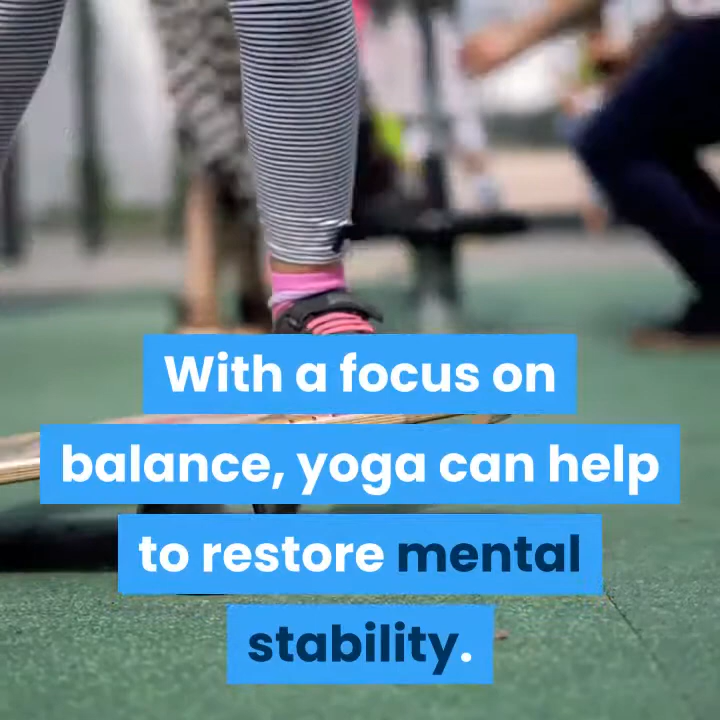 With a focus on
balance, yoga can help
to restore mental
stability.